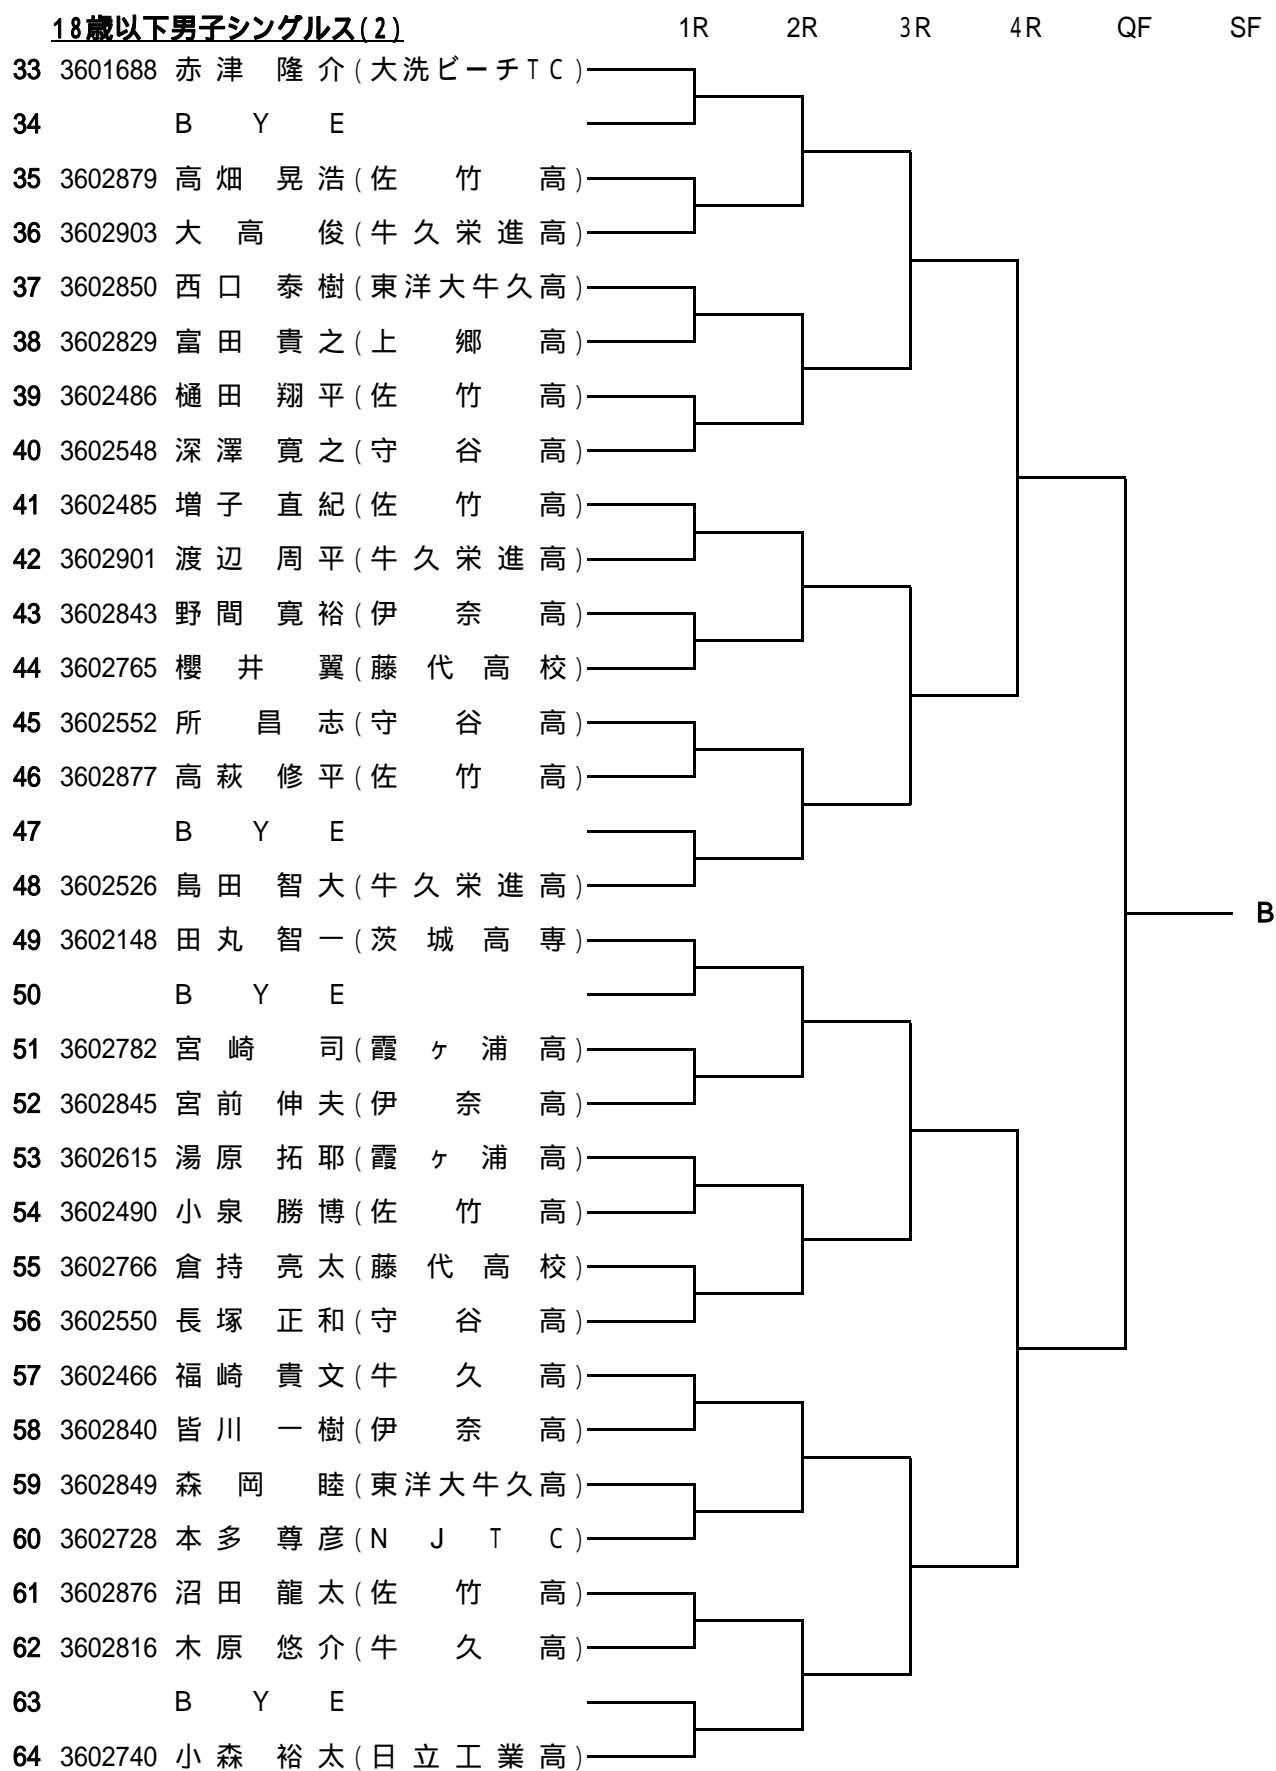 18歳以下男子シングルス(2) 1R 2R 3R 4R QF SF
33 3601688 赤津 隆介(大洗ビーチTC)
34 BYE
35 3602879 高畑 晃浩(佐竹高)
36 3602903 大高 俊(牛久栄進高)
37 3602850 西口 泰樹(東洋大牛久高)
38 3602829 富田 貴之(上郷高)
39 3602486 樋田 翔平(佐竹高)
40 3602548 深澤 寛之(守谷高)
41 3602485 増子 直紀(佐竹高)
42 3602901 渡辺 周平(牛久栄進高)
43 3602843 野間 寛裕(伊奈高)
44 3602765 櫻井 翼(藤代高校)
45 3602552 所 昌志(守谷高)
46 3602877 高萩 修平(佐竹高)
47 BYE
48 3602526 島田 智大(牛久栄進高)
B
49 3602148 田丸 智一(茨城高専)
50 BYE
51 3602782 宮崎 司(霞ヶ浦高)
52 3602845 宮前 伸夫(伊奈高)
53 3602615 湯原 拓耶(霞ヶ浦高)
54 3602490 小泉 勝博(佐竹高)
55 3602766 倉持 亮太(藤代高校)
56 3602550 長塚 正和(守谷高)
57 3602466 福崎 貴文(牛久高)
58 3602840 皆川 一樹(伊奈高)
59 3602849 森岡 睦(東洋大牛久高)
60 3602728 本多 尊彦(NJTC)
61 3602876 沼田 龍太(佐竹高)
62 3602816 木原 悠介(牛久高)
63 BYE
64 3602740 小森 裕太(日立工業高)